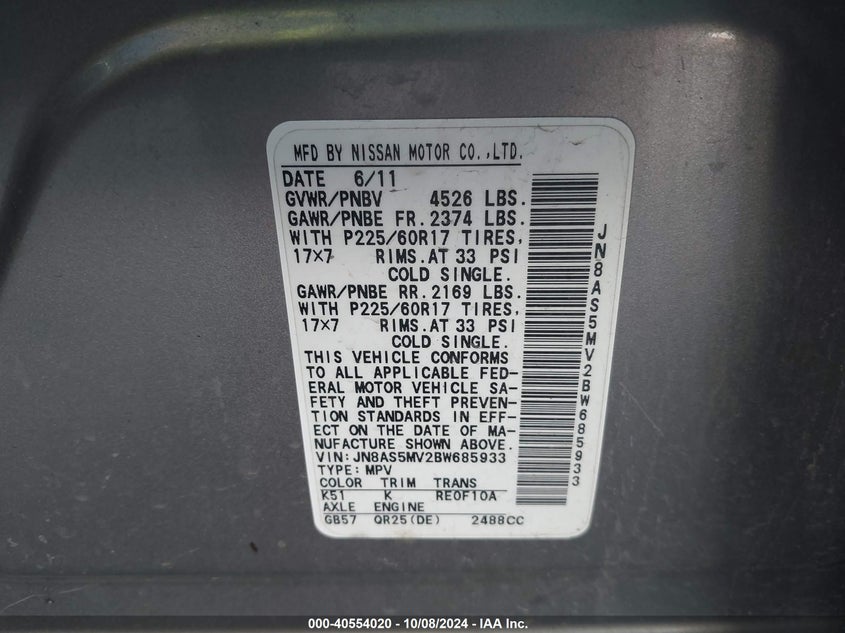 MFD BY NISSAN MOTOR CO.,LTD.
DATE 6/11
GVWR/PNBV 4526 LBS.
GAWR/PNBE FR. 2374 LBS.
WITH P225/60R17 TIRES,
17×7 RIMS.AT 33 PSI
COLD SINGLE.
GAWR/PNBE RR. 2169 LBS.
WITH P225/60R17 TIRES,
17×7 RIMS.AT 33 PSI
COLD SINGLE.
THIS VEHICLE CONFORMS
TO ALL APPLICABLE FED-
ERAL MOTOR VEHICLE SA-
FETY AND THEFT PREVEN-
TION STANDARDS IN EFF-
ECT ON THE DATE OF MA-
NUFACTURE SHOWN ABOVE.
VIN: JN8AS5MV2BW685933
TYPE: MPV
COLOR TRIM TRANS
K51 K RE0F10A
AXLE ENGINE
GB57 QR25(DE) 2488CC
JN8AS5MV2BW685933
000-40554020 - 10/08/2024 - IAA Inc.